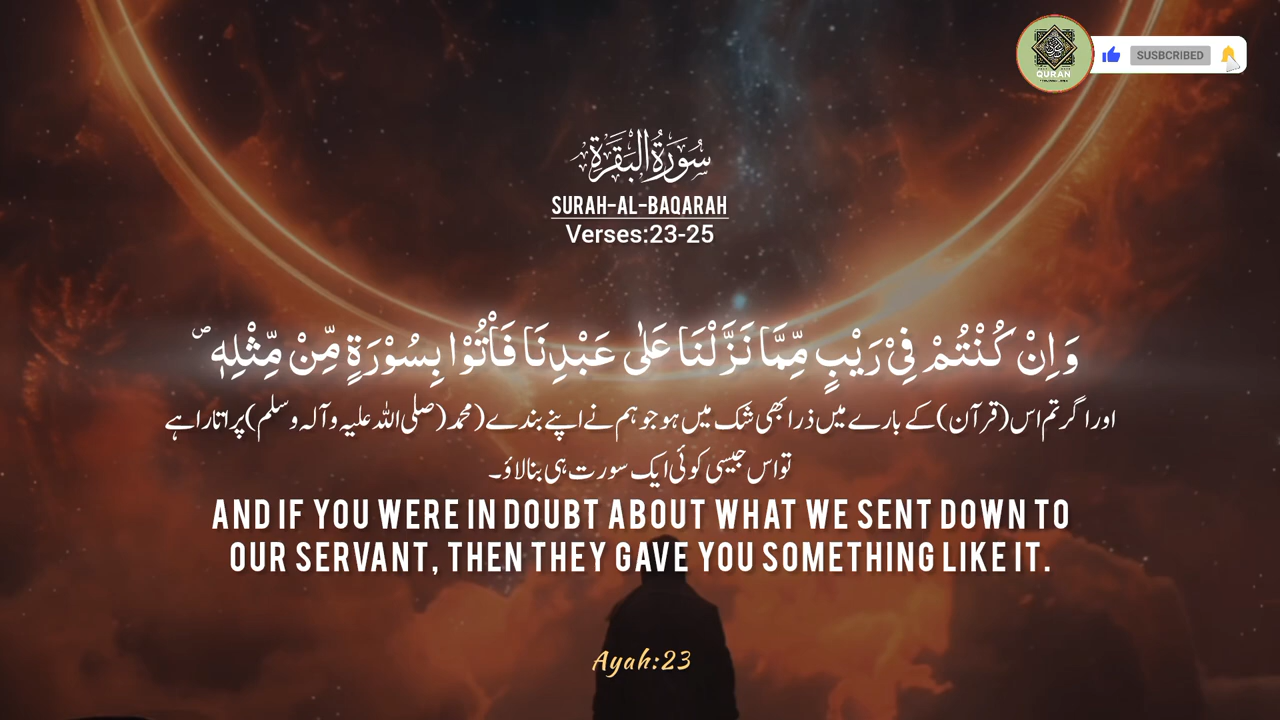 QURAN
SUSBCRIBED
سُوْرَةُ الْبَقَرَة
SURAH-AL-BAQARAH
Verses:23-25
وَاِنْ كُنْتُمْ فِیْ رَیْبٍ مِّمَّا نَزَّلْنَا عَلٰی عَبْدِنَا فَاْتُوْا بِسُوْرَةٍ مِّنْ مِّثْلِهٖ ۪
اور اگر تم اس (قرآن) کے بارے میں ذرا بھی شک میں ہو جو ہم نے اپنے بندے (محمد (صلی اللہ علیہ وآلہ وسلم) پر اتارا ہے
تو اس جیسی کوئی ایک سورت ہی بنا لاؤ۔
AND IF YOU WERE IN DOUBT ABOUT WHAT WE SENT DOWN TO
OUR SERVANT, THEN THEY GAVE YOU SOMETHING LIKE IT.
Ayah:23